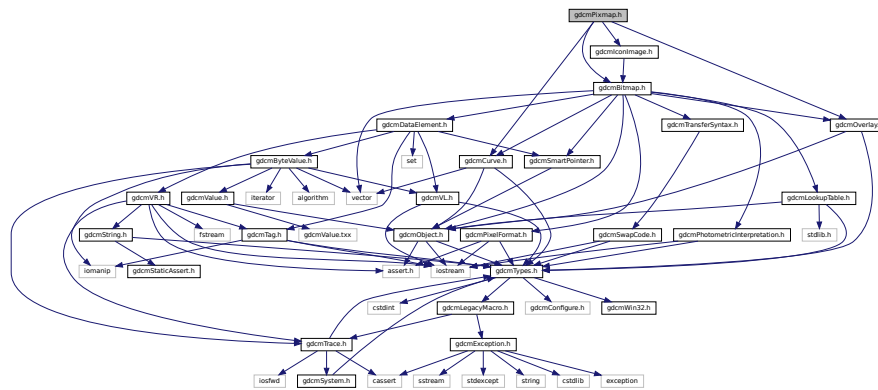 gdcmPixmap.h
gdcmIconImage.h
gdcmBitmap.h
gdcmDataElement.h
gdcmTransferSyntax.h
gdcmOverlay
gdcmByteValue.h
set
gdcmCurve.h
gdcmSmartPointer.h
gdcmVR.h
gdcmValue.h
iterator
algorithm
vector
gdcmVL.h
gdcmLookupTable.h
gdcmString.h
fstream
gdcmTag.h
gdcmValue.txx
gdcmObject.h
gdcmPixelFormat.h
gdcmSwapCode.h
gdcmPhotometricInterpretation.h
stdlib.h
iomanip
gdcmStaticAssert.h
assert.h
iostream
gdcmTypes.h
cstdint
gdcmLegacyMacro.h
gdcmConfigure.h
gdcmWin32.h
gdcmTrace.h
gdcmException.h
iosfwd
gdcmSystem.h
cassert
sstream
stdexcept
string
cstdlib
exception